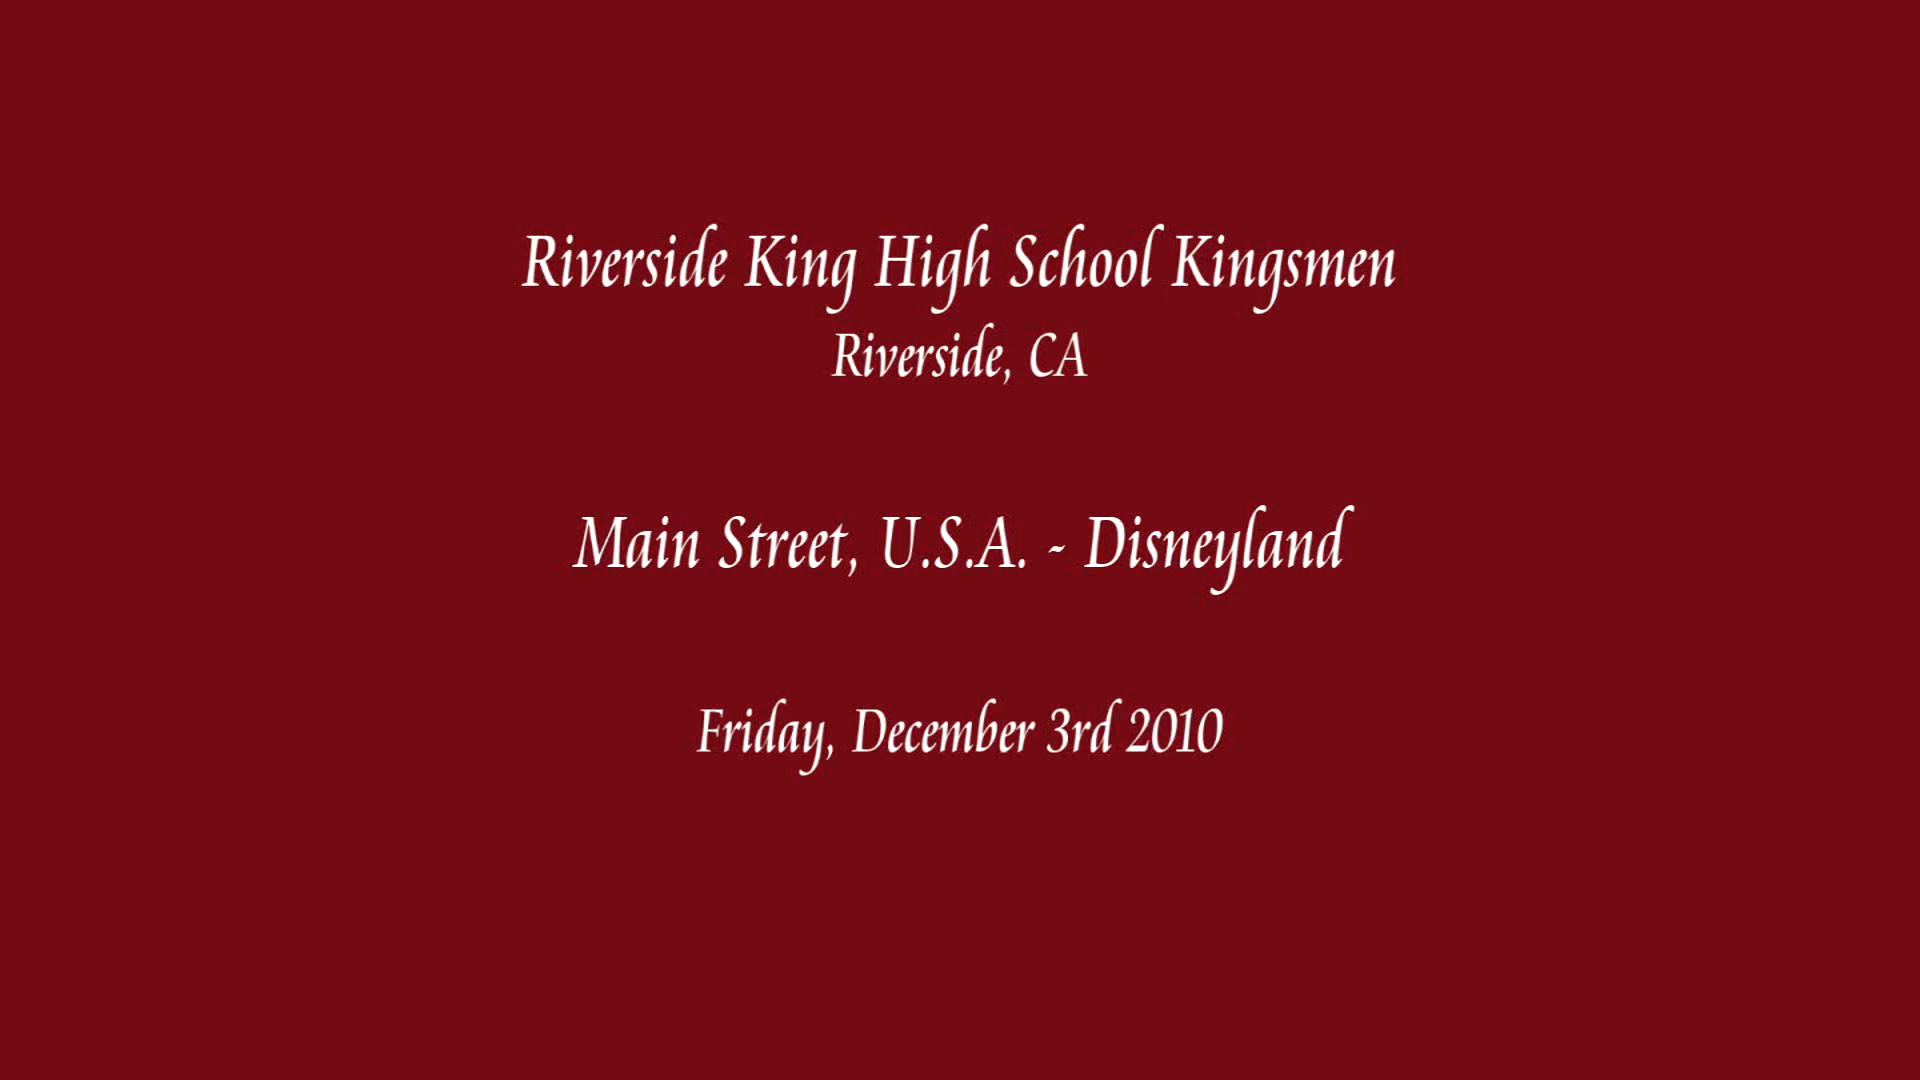 Riverside King High School Kingsmen
Riverside, CA
Main Street, U.S.A. - Disneyland
Friday, December 3rd 2010